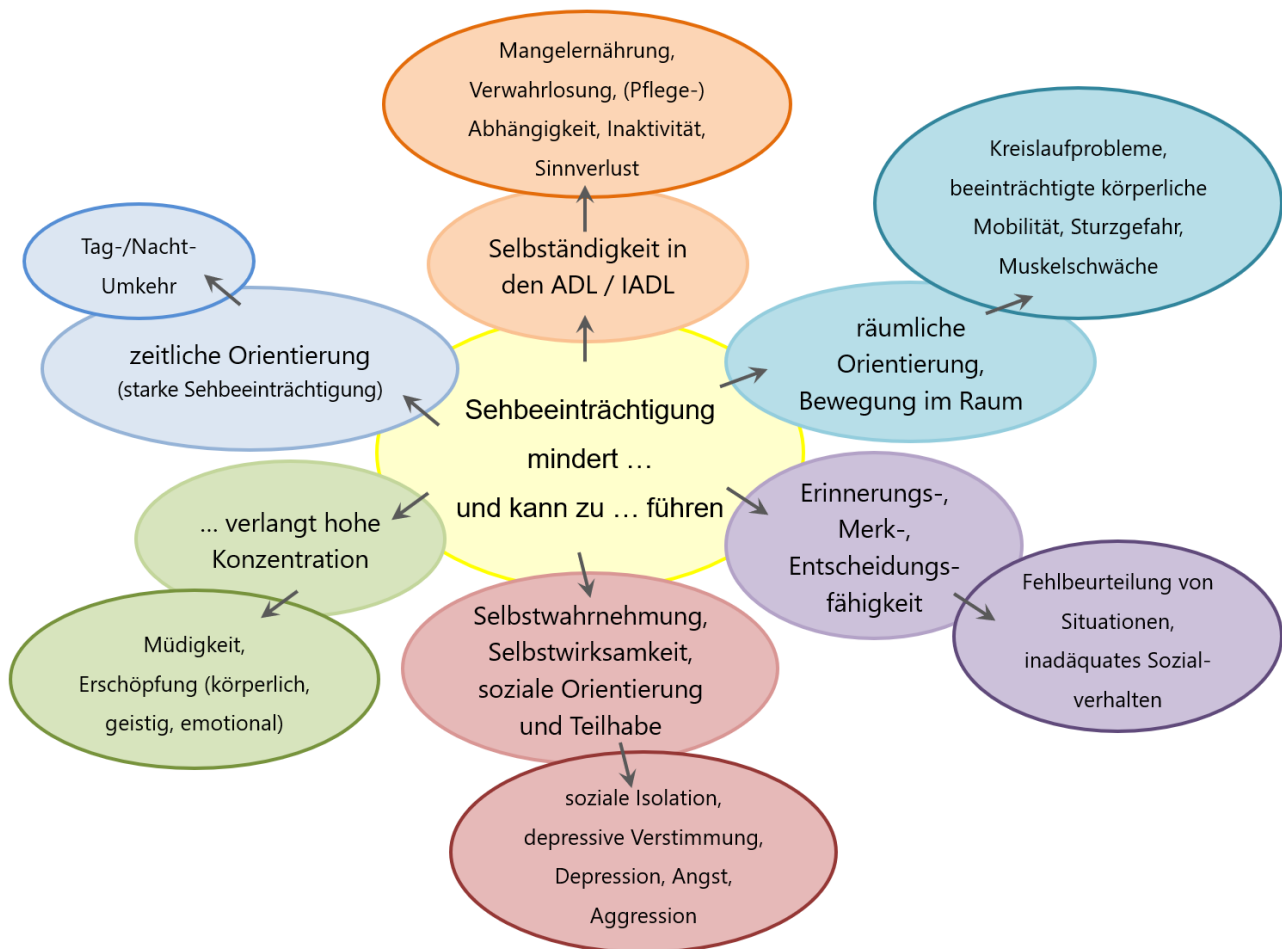 Mangelernährung,
Verwahrlosung, (Pflege-)
Abhängigkeit, Inaktivität,
Sinnverlust
Selbständigkeit in
den ADL / IADL
Kreislaufprobleme,
beeinträchtigte körperliche
Mobilität, Sturzgefahr,
Muskelschwäche
räumliche
Orientierung,
Bewegung im Raum
Tag-/Nacht-
Umkehr
zeitliche Orientierung
(starke Sehbeeinträchtigung)
Sehbeeinträchtigung
mindert …
und kann zu … führen
… verlangt hohe
Konzentration
Müdigkeit,
Erschöpfung (körperlich,
geistig, emotional)
Erinnerungs-,
Merk-,
Entscheidungs-
fähigkeit
Fehlbeurteilung von
Situationen,
inadäquates Sozial-
verhalten
Selbstwahrnehmung,
Selbstwirksamkeit,
soziale Orientierung
und Teilhabe
soziale Isolation,
depressive Verstimmung,
Depression, Angst,
Aggression